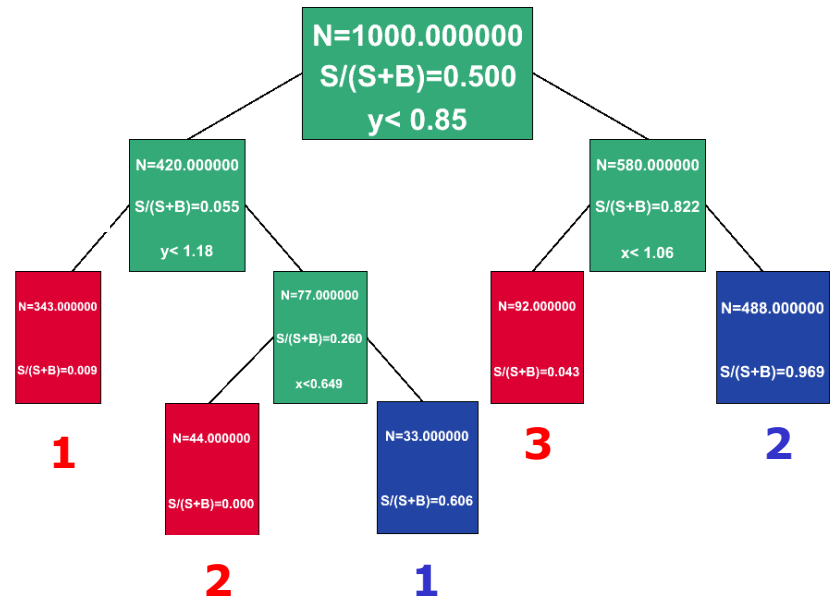 N=1000.000000
S/(S+B)=0.500
y< 0.85
N=420.000000
S/(S+B)=0.055
y< 1.18
N=580.000000
S/(S+B)=0.822
x< 1.06
N=343.000000
S/(S+B)=0.009
1
N=77.000000
S/(S+B)=0.260
x<0.649
N=92.000000
S/(S+B)=0.043
3
N=488.000000
S/(S+B)=0.969
2
N=44.000000
S/(S+B)=0.000
2
N=33.000000
S/(S+B)=0.606
1